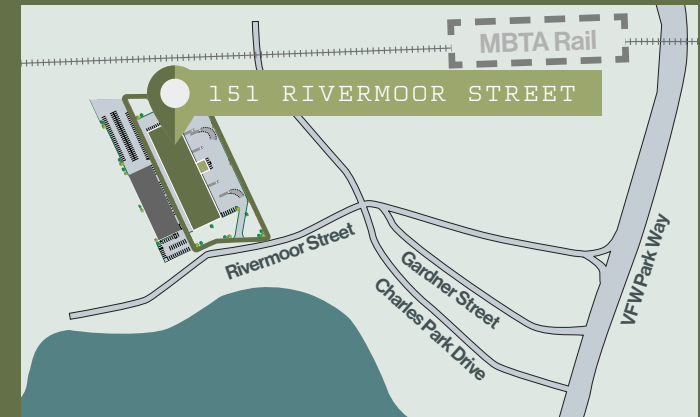 MBTA Rail
151 RIVERMOOR STREET
Rivermoor Street
Gardner Street
Charles Park Drive
VFW Park Way